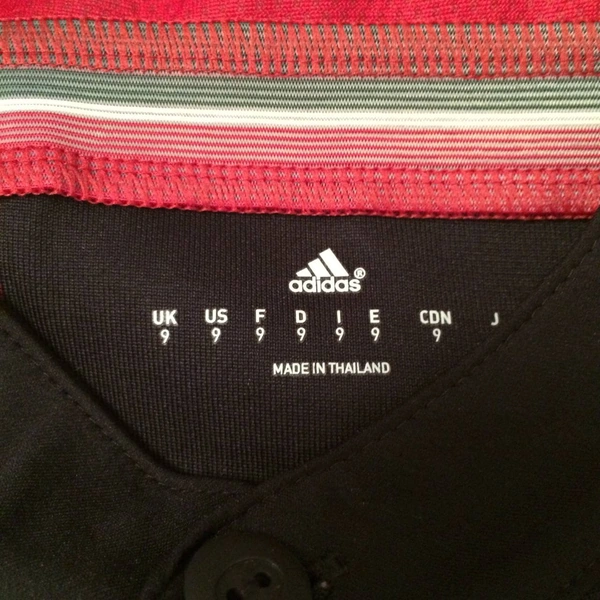 adidas®
UK US F D I E CDN J
9 9 9 9 9 9 9
MADE IN THAILAND